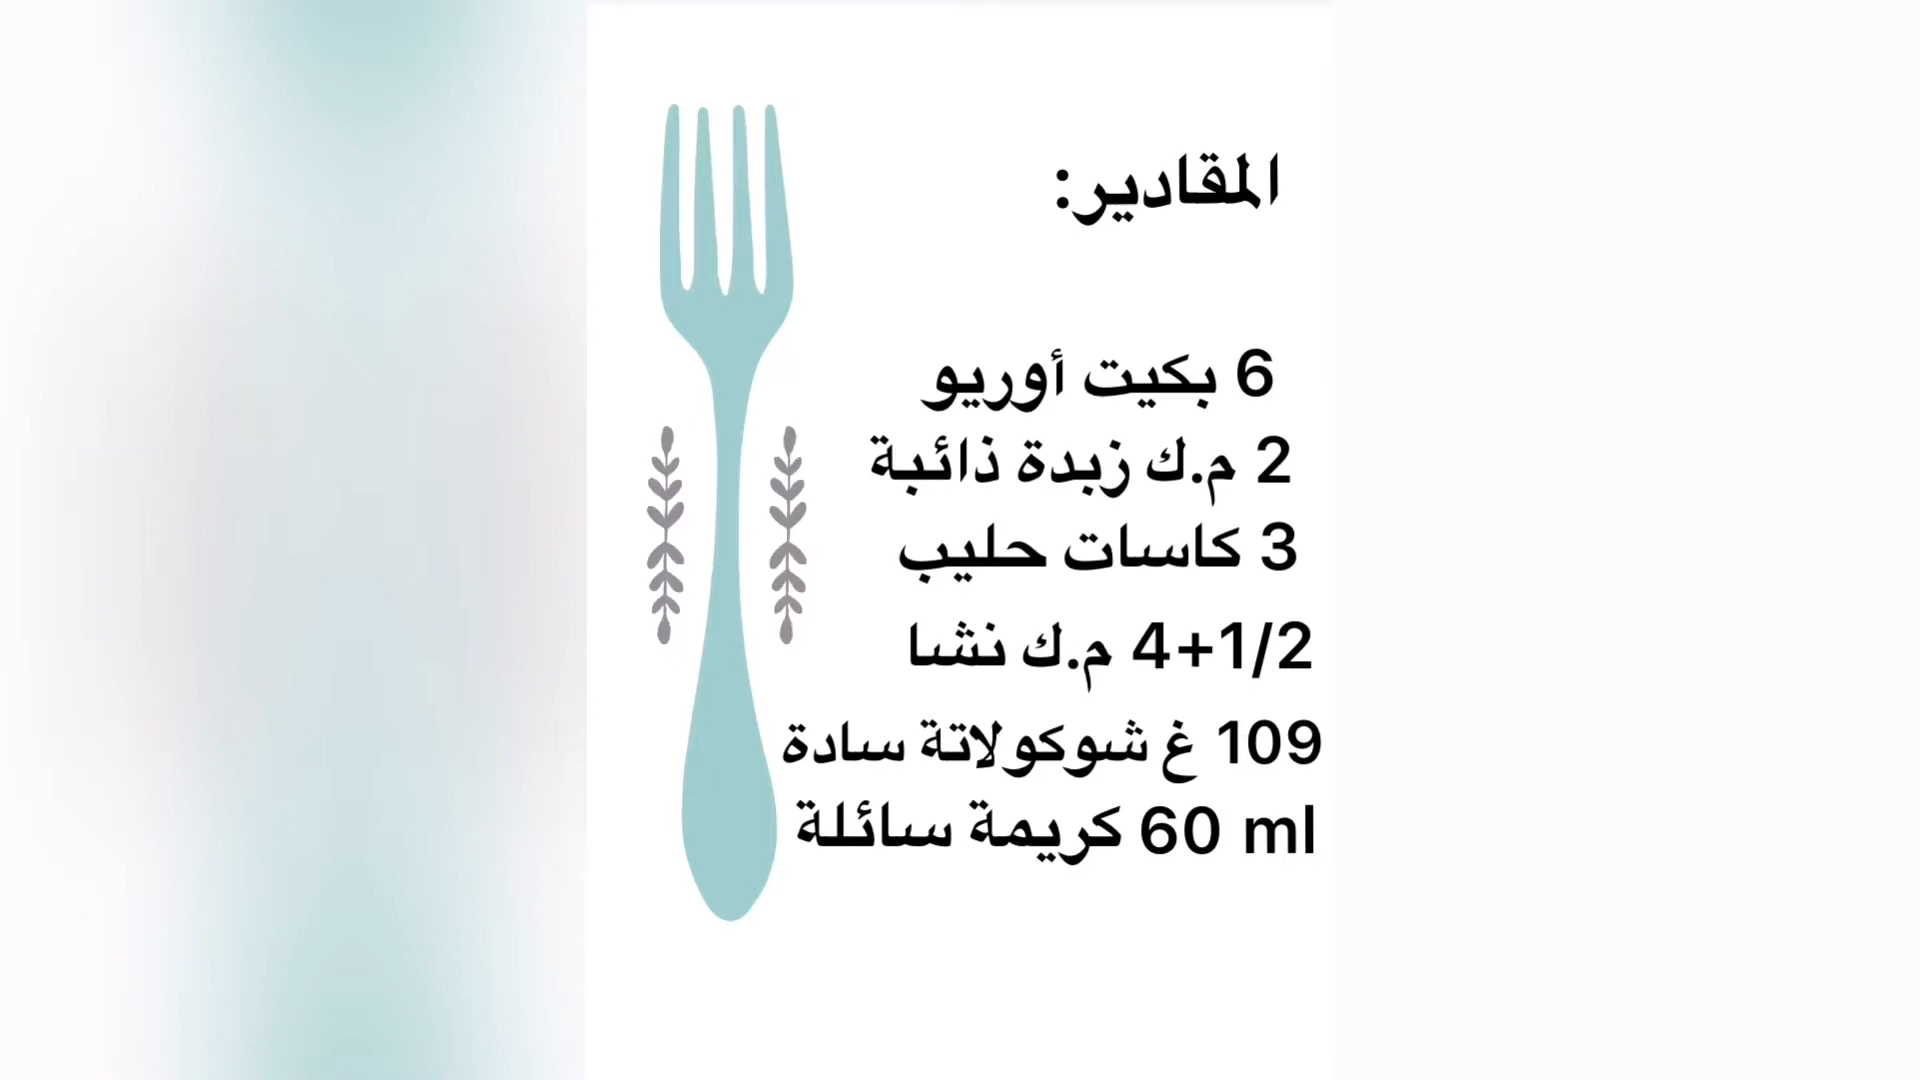 المقادير:
6 بكيت أوريو
2 م.ك زبدة ذائبة
3 كاسات حليب
4+1/2 م.ك نشا
109 غ شوكولاتة سادة
60 ml كريمة سائلة